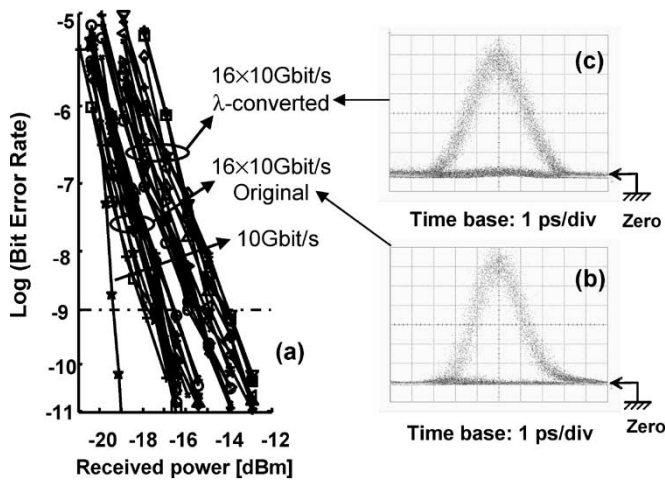 -5
-6
-7
-8
-9
-10
-11
Log (Bit Error Rate)
-20 -18 -16 -14 -12
Received power [dBm]
16×10Gbit/s
λ-converted
16×10Gbit/s
Original
10Gbit/s
(a)
(c)
Zero
Time base: 1 ps/div
(b)
Zero
Time base: 1 ps/div